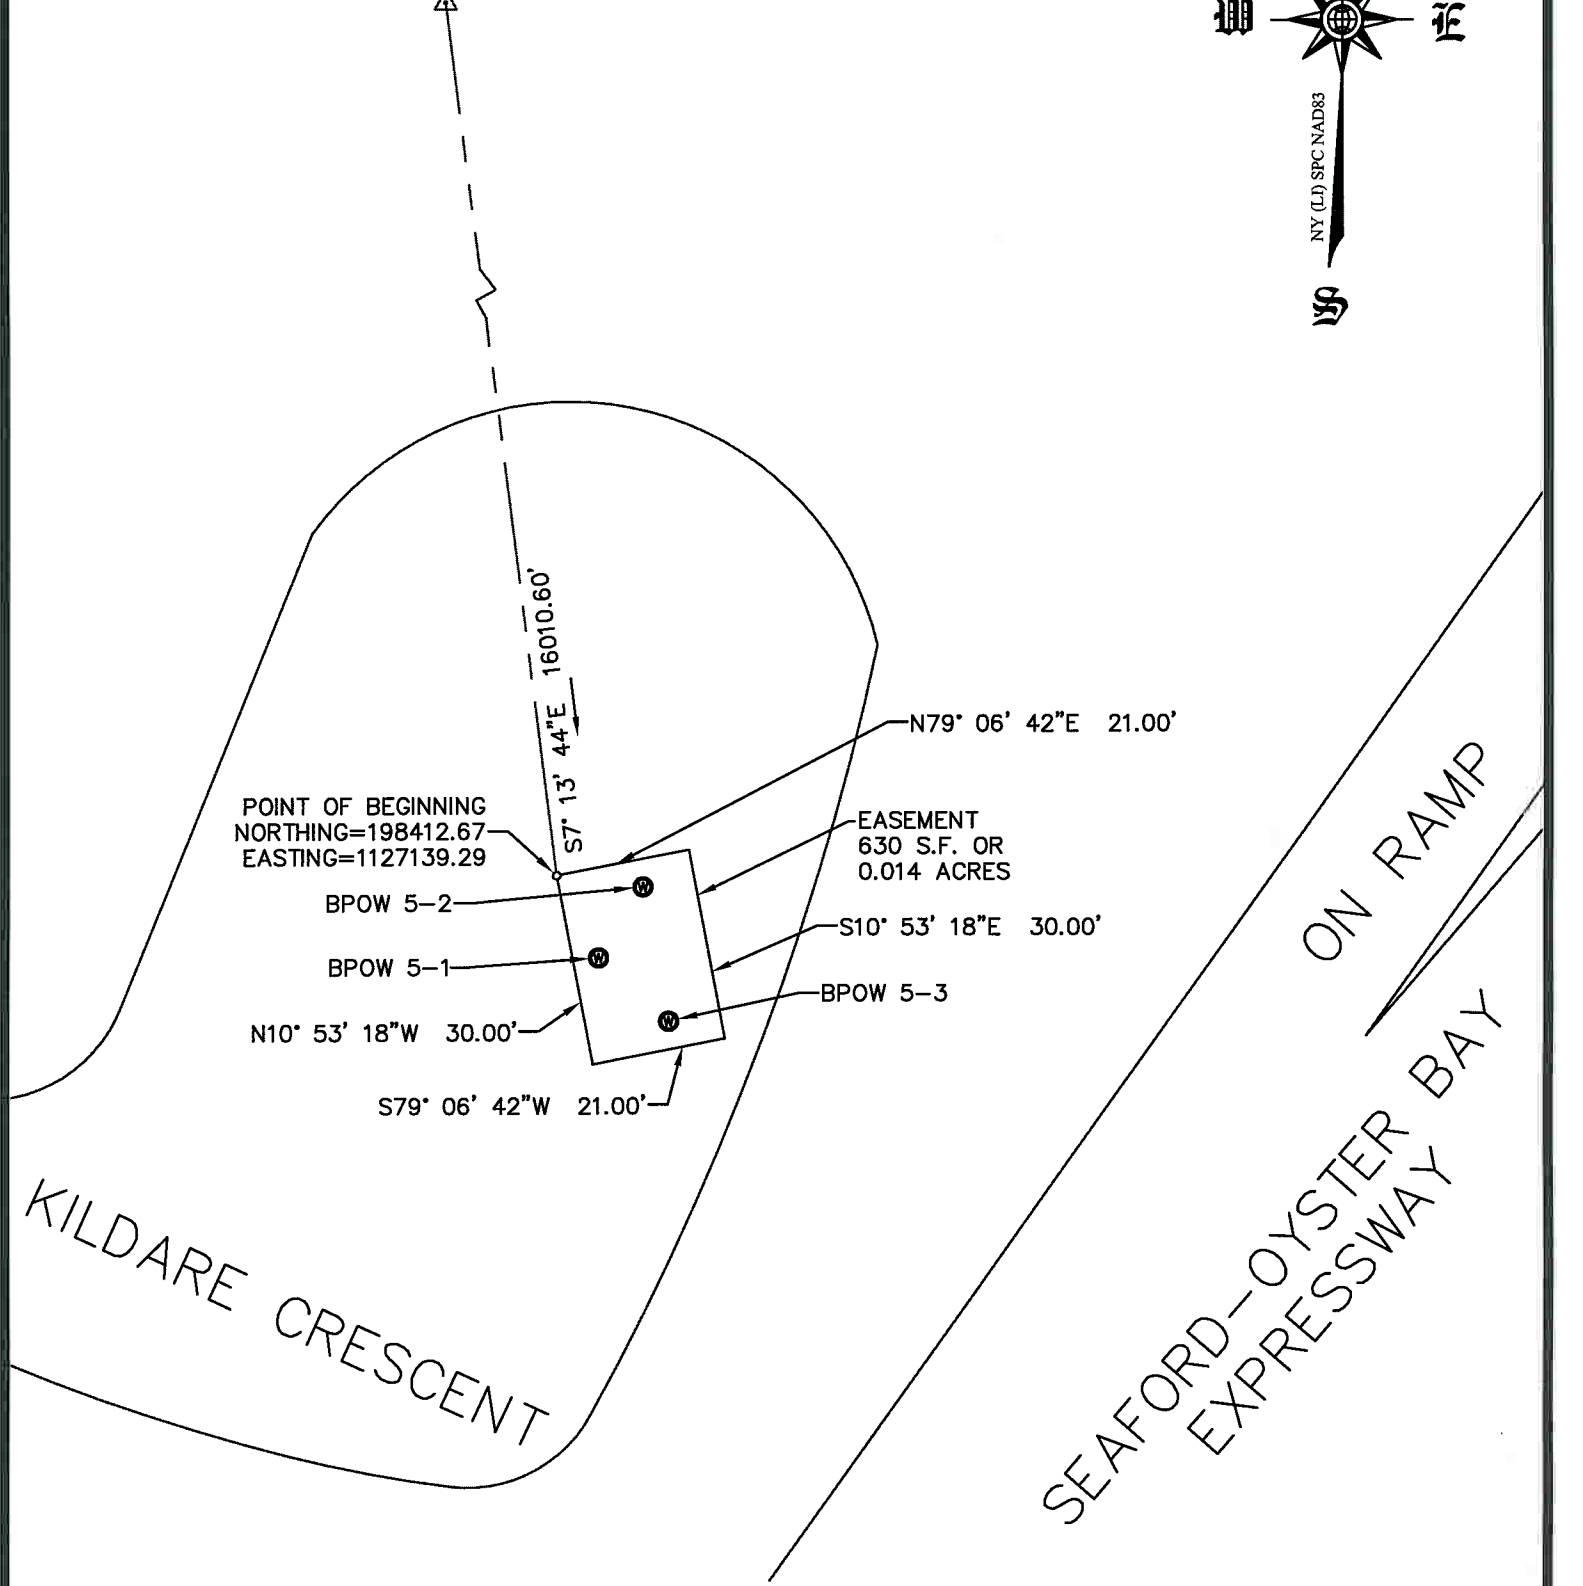 W
E
NY (LI) SPC NAD83
S
S7° 13' 44"E 16010.60'
N79° 06' 42"E 21.00'
POINT OF BEGINNING
NORTHING=198412.67
EASTING=1127139.29
EASEMENT
630 S.F. OR
0.014 ACRES
BPOW 5-2
W
S10° 53' 18"E 30.00'
BPOW 5-1
W
BPOW 5-3
W
N10° 53' 18"W 30.00'
S79° 06' 42"W 21.00'
ON RAMP
KILDARE CRESCENT
SEAFORD-OYSTER BAY
EXPRESSWAY